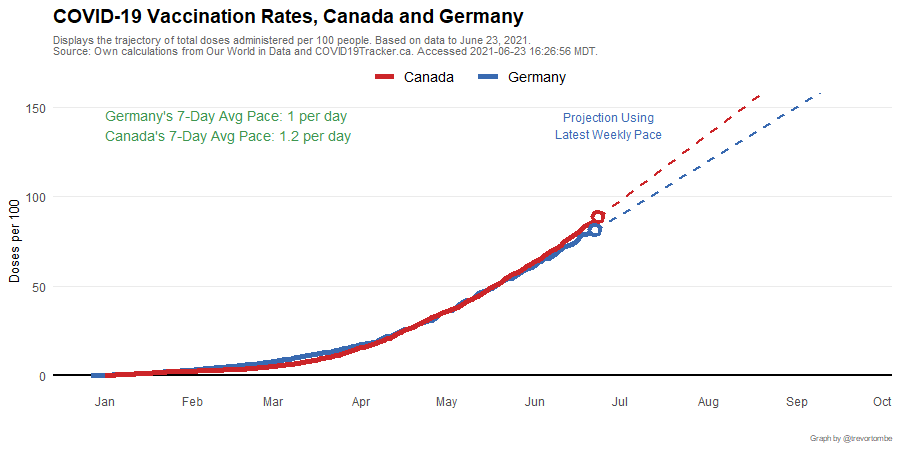 COVID-19 Vaccination Rates, Canada and Germany
Displays the trajectory of total doses administered per 100 people. Based on data to June 23, 2021.
Source: Own calculations from Our World in Data and COVID19Tracker.ca. Accessed 2021-06-23 16:26:56 MDT.
Canada Germany
Germany's 7-Day Avg Pace: 1 per day
Canada's 7-Day Avg Pace: 1.2 per day
Projection Using
Latest Weekly Pace
Doses per 100
150
100
50
0
Jan Feb Mar Apr May Jun Jul Aug Sep Oct
Graph by @trevortombe